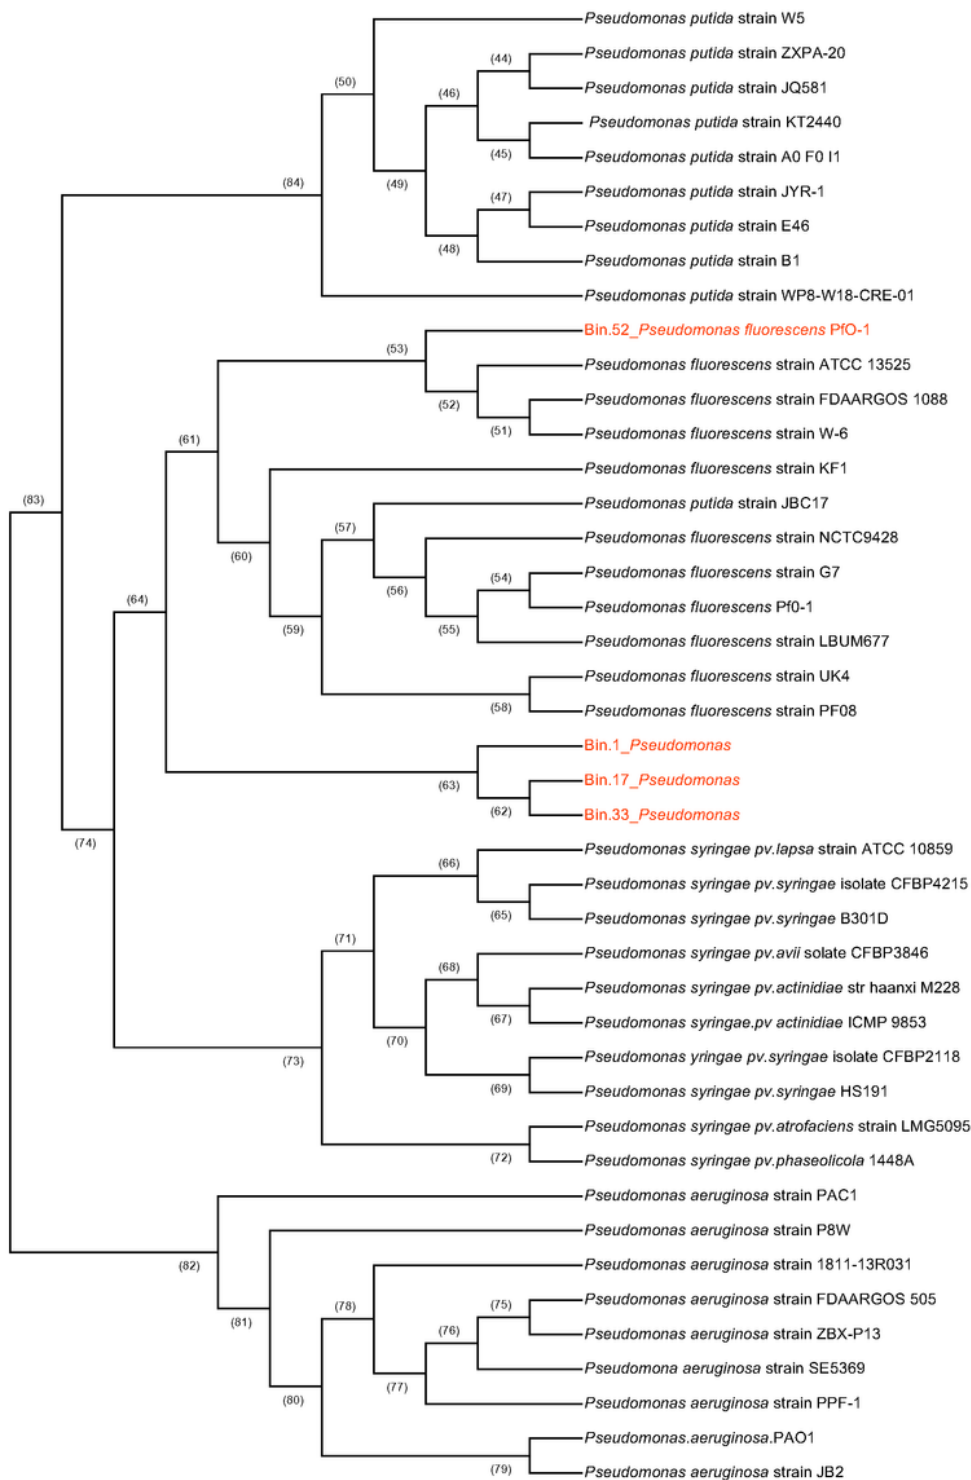 Pseudomonas putida strain W5
(44)
Pseudomonas putida strain ZXPA-20
(50)
(46)
Pseudomonas putida strain JQ581
Pseudomonas putida strain KT2440
(45)
Pseudomonas putida strain A0 F0 I1
(84)
(49)
(47)
Pseudomonas putida strain JYR-1
Pseudomonas putida strain E46
(48)
Pseudomonas putida strain B1
Pseudomonas putida strain WP8-W18-CRE-01
Bin.52_Pseudomonas fluorescens PfO-1
(53)
Pseudomonas fluorescens strain ATCC 13525
(52)
Pseudomonas fluorescens strain FDAARGOS 1088
(61)
(51)
Pseudomonas fluorescens strain W-6
Pseudomonas fluorescens strain KF1
(83)
Pseudomonas putida strain JBC17
(57)
Pseudomonas fluorescens strain NCTC9428
(60)
(54)
Pseudomonas fluorescens strain G7
(56)
(64)
Pseudomonas fluorescens Pf0-1
(59)
(55)
Pseudomonas fluorescens strain LBUM677
Pseudomonas fluorescens strain UK4
(58)
Pseudomonas fluorescens strain PF08
Bin.1_Pseudomonas
(63)
Bin.17_Pseudomonas
(62)
Bin.33_Pseudomonas
(74)
Pseudomonas syringae pv.lapsa strain ATCC 10859
(66)
Pseudomonas syringae pv.syringae isolate CFBP4215
(65)
Pseudomonas syringae pv.syringae B301D
(71)
Pseudomonas syringae pv.avii solate CFBP3846
(68)
Pseudomonas syringae pv.actinidiae str haanxi M228
(67)
Pseudomonas syringae.pv actinidiae ICMP 9853
(70)
(73)
Pseudomonas yringae pv.syringae isolate CFBP2118
(69)
Pseudomonas syringae pv.syringae HS191
Pseudomonas syringae pv.atrofaciens strain LMG5095
(72)
Pseudomonas syringae pv.phaseolicola 1448A
Pseudomonas aeruginosa strain PAC1
Pseudomonas aeruginosa strain P8W
(82)
Pseudomonas aeruginosa strain 1811-13R031
(78)
(75)
Pseudomonas aeruginosa strain FDAARGOS 505
(81)
(76)
Pseudomonas aeruginosa strain ZBX-P13
Pseudomona aeruginosa strain SE5369
(77)
(80)
Pseudomonas aeruginosa strain PPF-1
Pseudomonas.aeruginosa.PAO1
(79)
Pseudomonas aeruginosa strain JB2